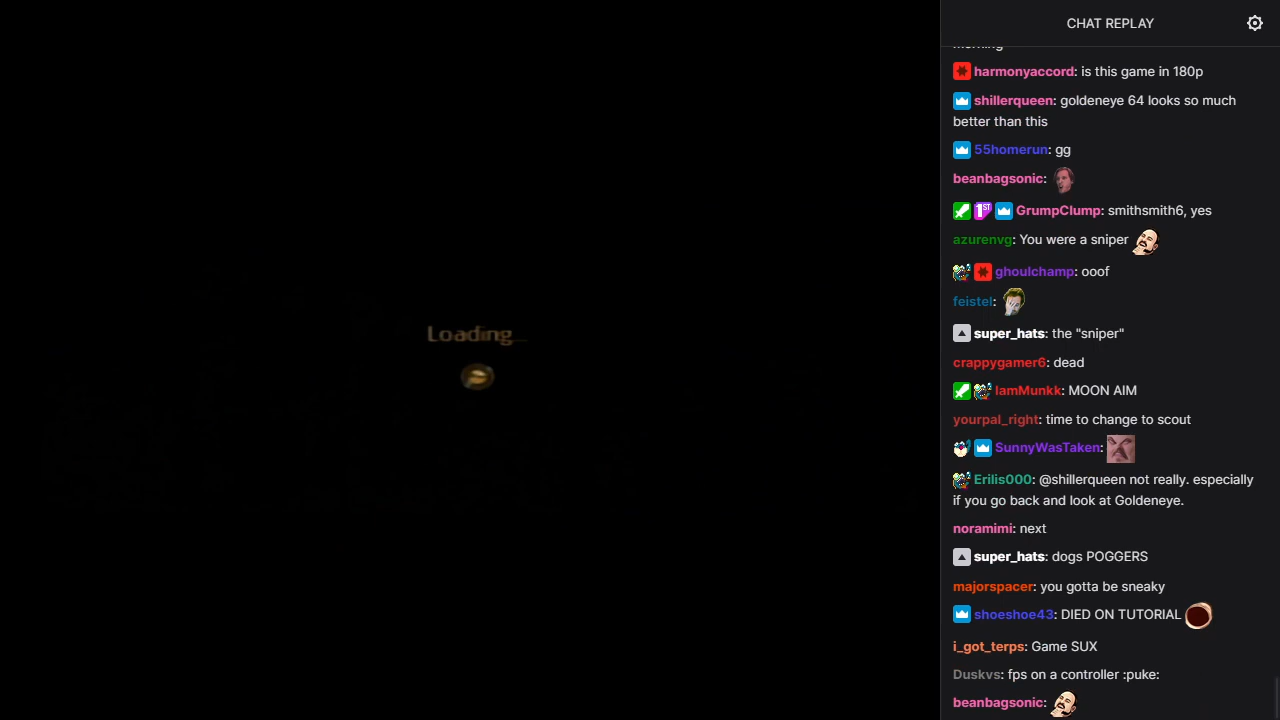 Loading
CHAT REPLAY
morning
harmonyaccord: is this game in 180p
shillerqueen: goldeneye 64 looks so much
better than this
55homerun: gg
beanbagsonic:
1ST GrumpClump: smithsmith6, yes
azurenvg: You were a sniper
ghoulchamp: ooof
feistel:
super_hats: the "sniper"
crappygamer6: dead
IamMunkk: MOON AIM
yourpal_right: time to change to scout
SunnyWasTaken:
Erilis000: @shillerqueen not really. especially
if you go back and look at Goldeneye.
noramimi: next
super_hats: dogs POGGERS
majorspacer: you gotta be sneaky
shoeshoe43: DIED ON TUTORIAL
i_got_terps: Game SUX
Duskvs: fps on a controller :puke:
beanbagsonic: